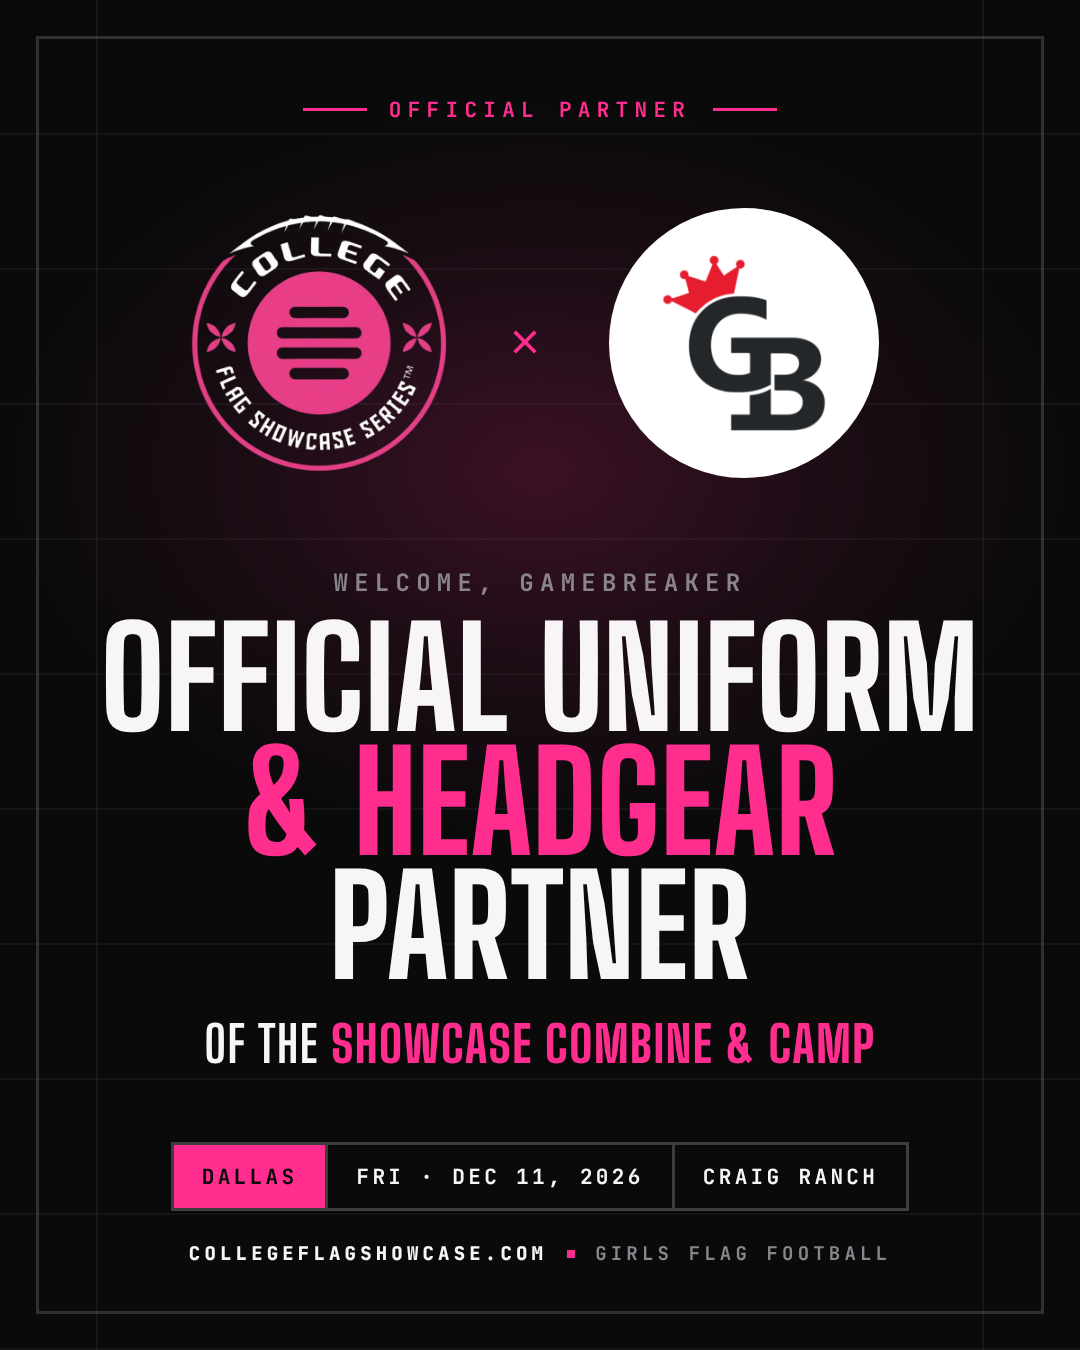 OFFICIAL PARTNER
COLLEGE
FLAG SHOWCASE SERIES™
×
GB
WELCOME, GAMEBREAKER
OFFICIAL UNIFORM
& HEADGEAR
PARTNER
OF THE SHOWCASE COMBINE & CAMP
DALLAS FRI · DEC 11, 2026 CRAIG RANCH
COLLEGEFLAGSHOWCASE.COM ▪ GIRLS FLAG FOOTBALL